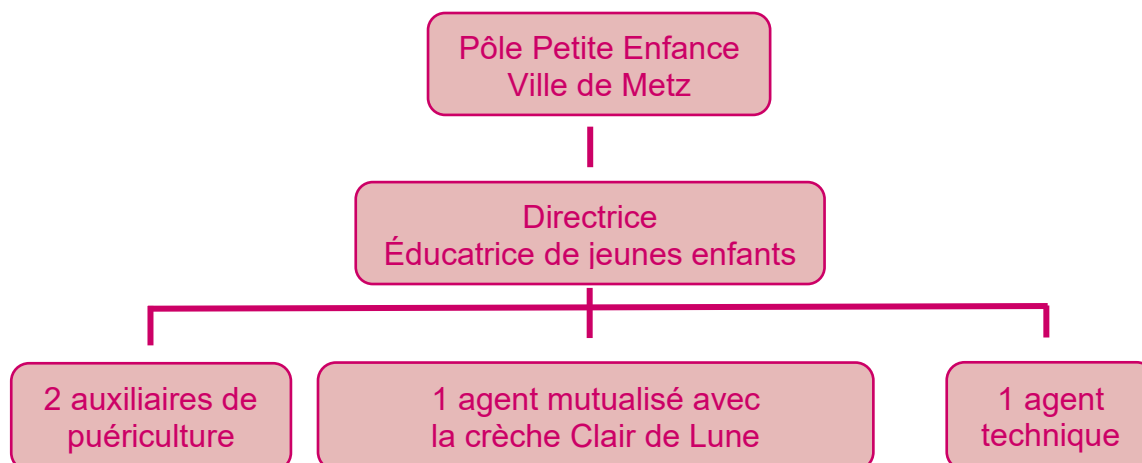 Pôle Petite Enfance
Ville de Metz
Directrice
Éducatrice de jeunes enfants
2 auxiliaires de
puériculture
1 agent mutualisé avec
la crèche Clair de Lune
1 agent
technique